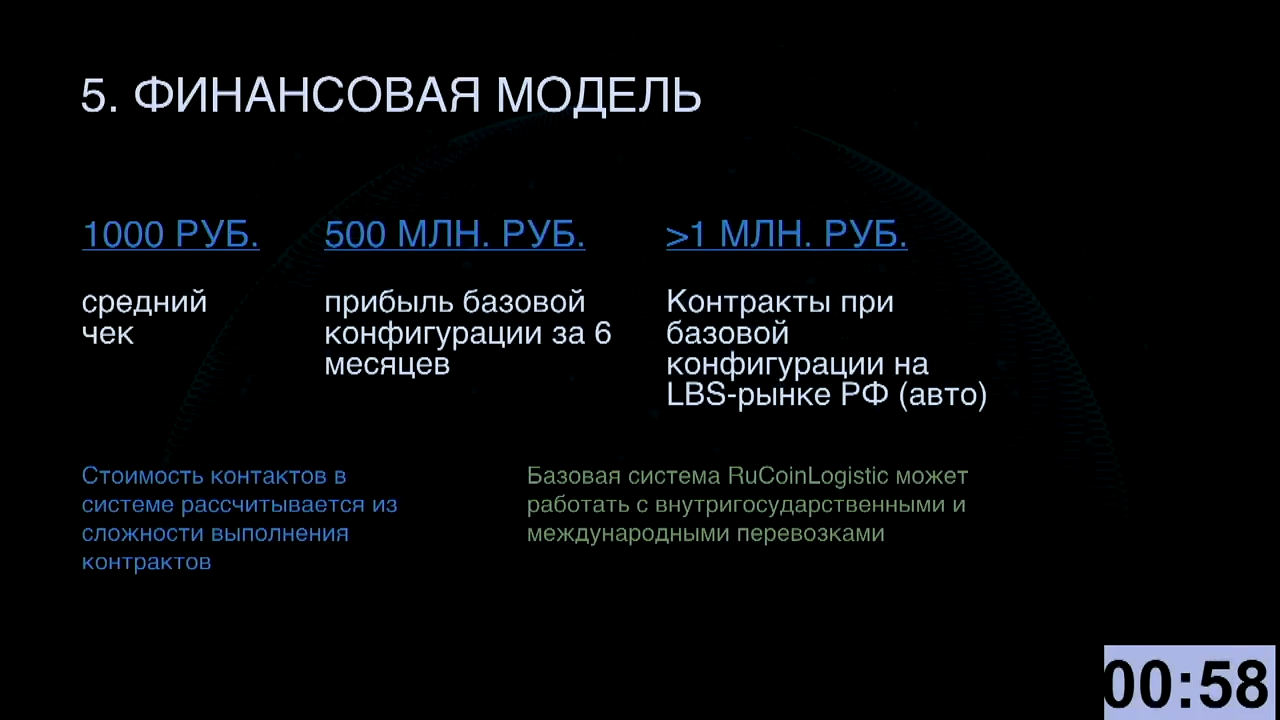 5. ФИНАНСОВАЯ МОДЕЛЬ
1000 РУБ.
средний
чек
500 МЛН. РУБ.
прибыль базовой
конфигурации за 6
месяцев
>1 МЛН. РУБ.
Контракты при
базовой
конфигурации на
LBS-рынке РФ (авто)
Стоимость контактов в
системе рассчитывается из
сложности выполнения
контрактов
Базовая система RuCoinLogistic может
работать с внутригосударственными и
международными перевозками
00:58